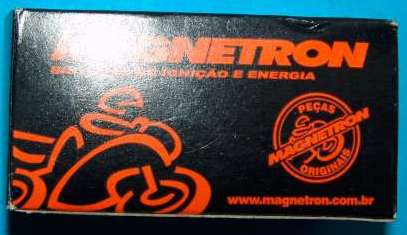 MAGNETRON
IGNIÇÃO E ENERGIA
PEÇAS
MAGNETRON
ORIGINAIS
www.magnetron.com.br